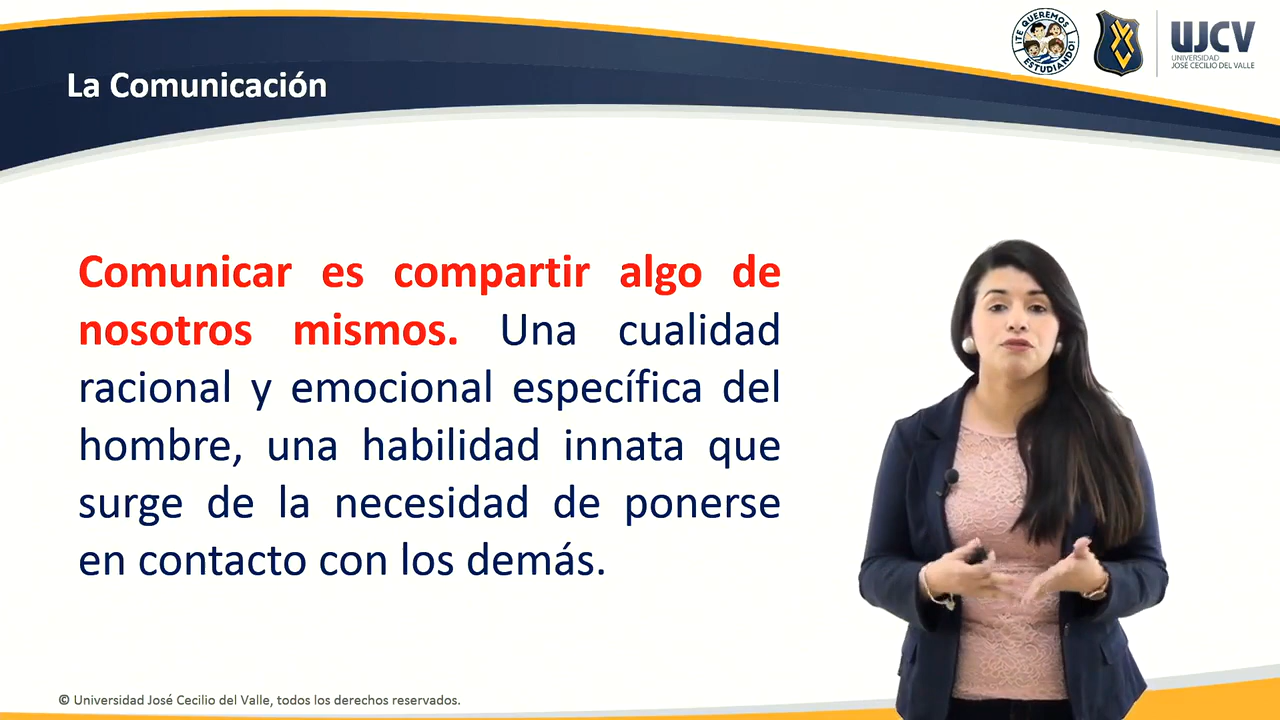 La Comunicación
¡TE QUEREMOS
ESTUDIANDO!
UJCV
UNIVERSIDAD
JOSÉ CECILIO DEL VALLE
Comunicar es compartir algo de
nosotros mismos. Una cualidad
racional y emocional específica del
hombre, una habilidad innata que
surge de la necesidad de ponerse
en contacto con los demás.
© Universidad José Cecilio del Valle, todos los derechos reservados.